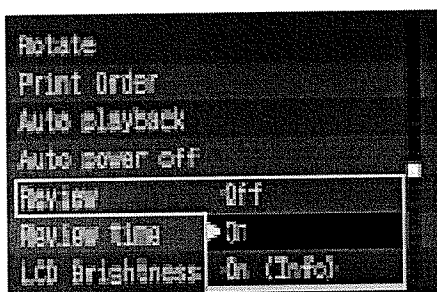 Rotate
Print Order
Auto playback
Auto power off
Review Off
Review time On
LCD Brightness On (Info)